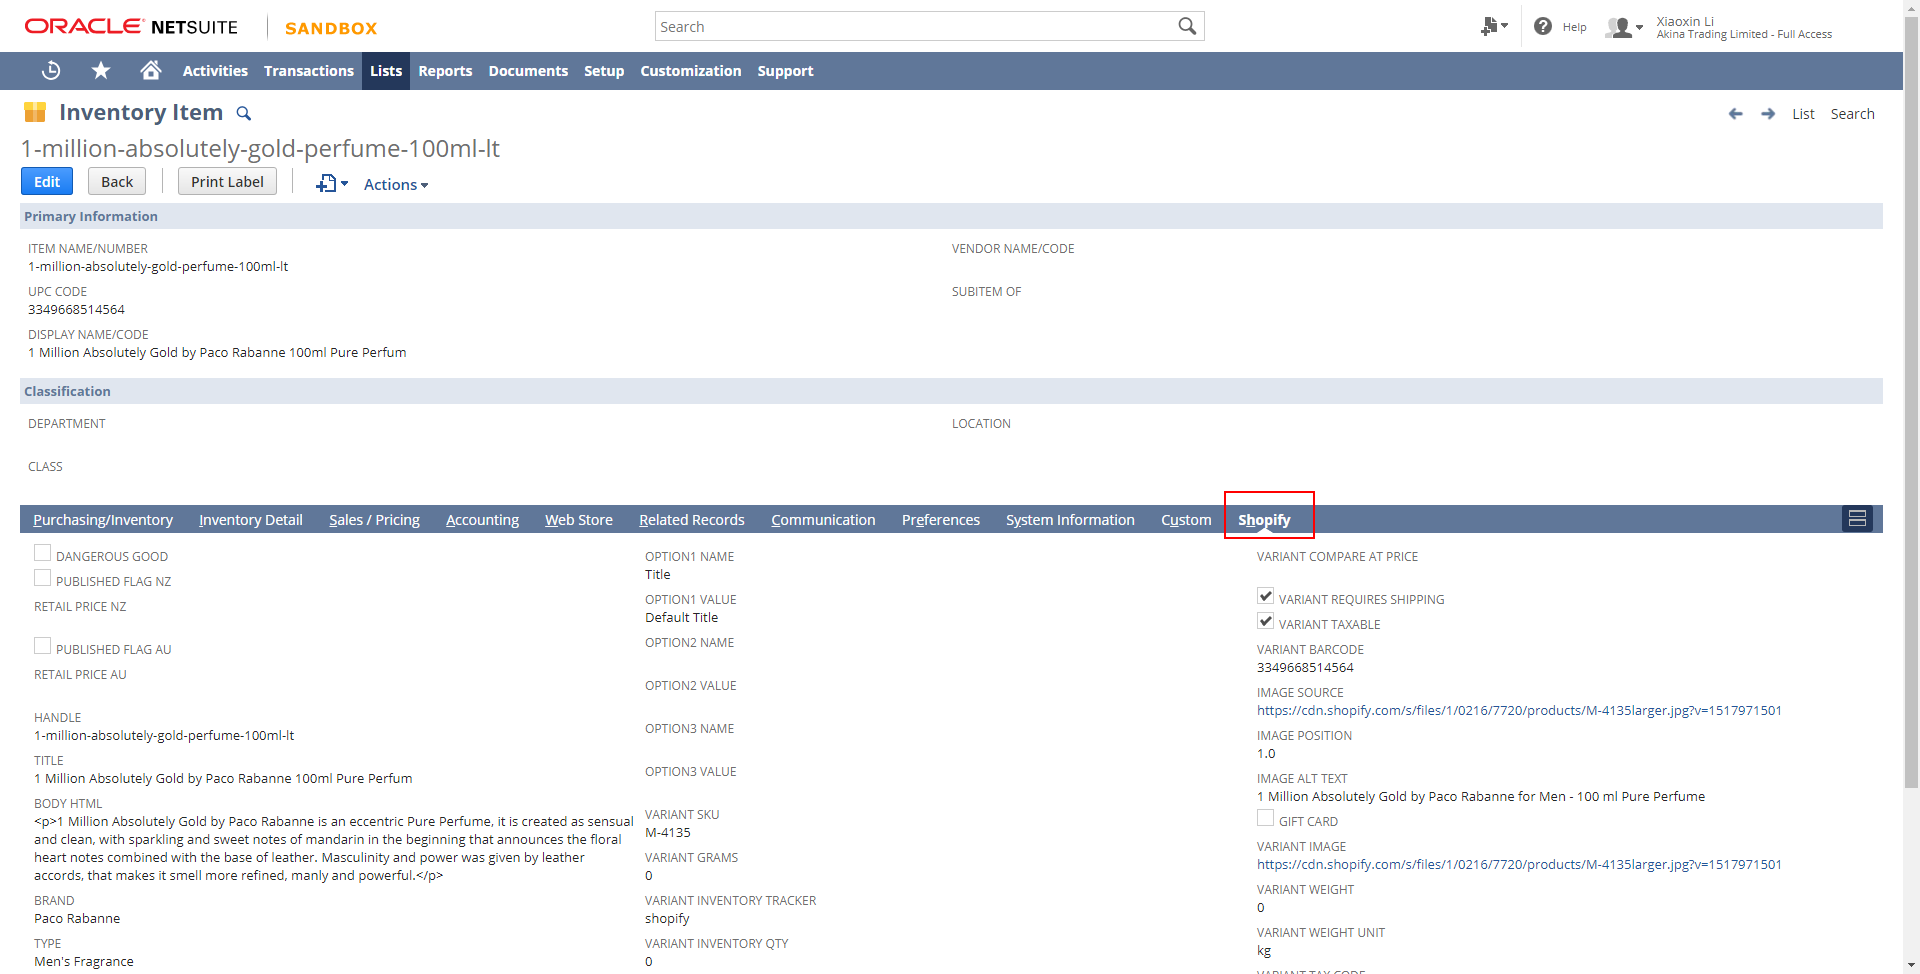 ORACLE NETSUITE
SANDBOX
Search
Help
Xiaoxin Li
Akina Trading Limited - Full Access
Activities
Transactions
Lists
Reports
Documents
Setup
Customization
Support
Inventory Item
List
Search
1-million-absolutely-gold-perfume-100ml-lt
Edit
Back
Print Label
Actions
Primary Information
ITEM NAME/NUMBER
1-million-absolutely-gold-perfume-100ml-lt
UPC CODE
3349668514564
DISPLAY NAME/CODE
1 Million Absolutely Gold by Paco Rabanne 100ml Pure Perfum
VENDOR NAME/CODE
SUBITEM OF
Classification
DEPARTMENT
CLASS
LOCATION
Purchasing/Inventory
Inventory Detail
Sales / Pricing
Accounting
Web Store
Related Records
Communication
Preferences
System Information
Custom
Shopify
DANGEROUS GOOD
PUBLISHED FLAG NZ
RETAIL PRICE NZ
PUBLISHED FLAG AU
RETAIL PRICE AU
HANDLE
1-million-absolutely-gold-perfume-100ml-lt
TITLE
1 Million Absolutely Gold by Paco Rabanne 100ml Pure Perfum
BODY HTML
<p>1 Million Absolutely Gold by Paco Rabanne is an eccentric Pure Perfume, it is created as sensual
and clean, with sparkling and sweet notes of mandarin in the beginning that announces the floral
heart notes combined with the base of leather. Masculinity and power was given by leather
accords, that makes it smell more refined, manly and powerful.</p>
BRAND
Paco Rabanne
TYPE
Men's Fragrance
OPTION1 NAME
Title
OPTION1 VALUE
Default Title
OPTION2 NAME
OPTION2 VALUE
OPTION3 NAME
OPTION3 VALUE
VARIANT SKU
M-4135
VARIANT GRAMS
0
VARIANT INVENTORY TRACKER
shopify
VARIANT INVENTORY QTY
0
VARIANT COMPARE AT PRICE
VARIANT REQUIRES SHIPPING
VARIANT TAXABLE
VARIANT BARCODE
3349668514564
IMAGE SOURCE
https://cdn.shopify.com/s/files/1/0216/7720/products/M-4135larger.jpg?v=1517971501
IMAGE POSITION
1.0
IMAGE ALT TEXT
1 Million Absolutely Gold by Paco Rabanne for Men - 100 ml Pure Perfume
GIFT CARD
VARIANT IMAGE
https://cdn.shopify.com/s/files/1/0216/7720/products/M-4135larger.jpg?v=1517971501
VARIANT WEIGHT
0
VARIANT WEIGHT UNIT
kg
VARIANT TAX CODE